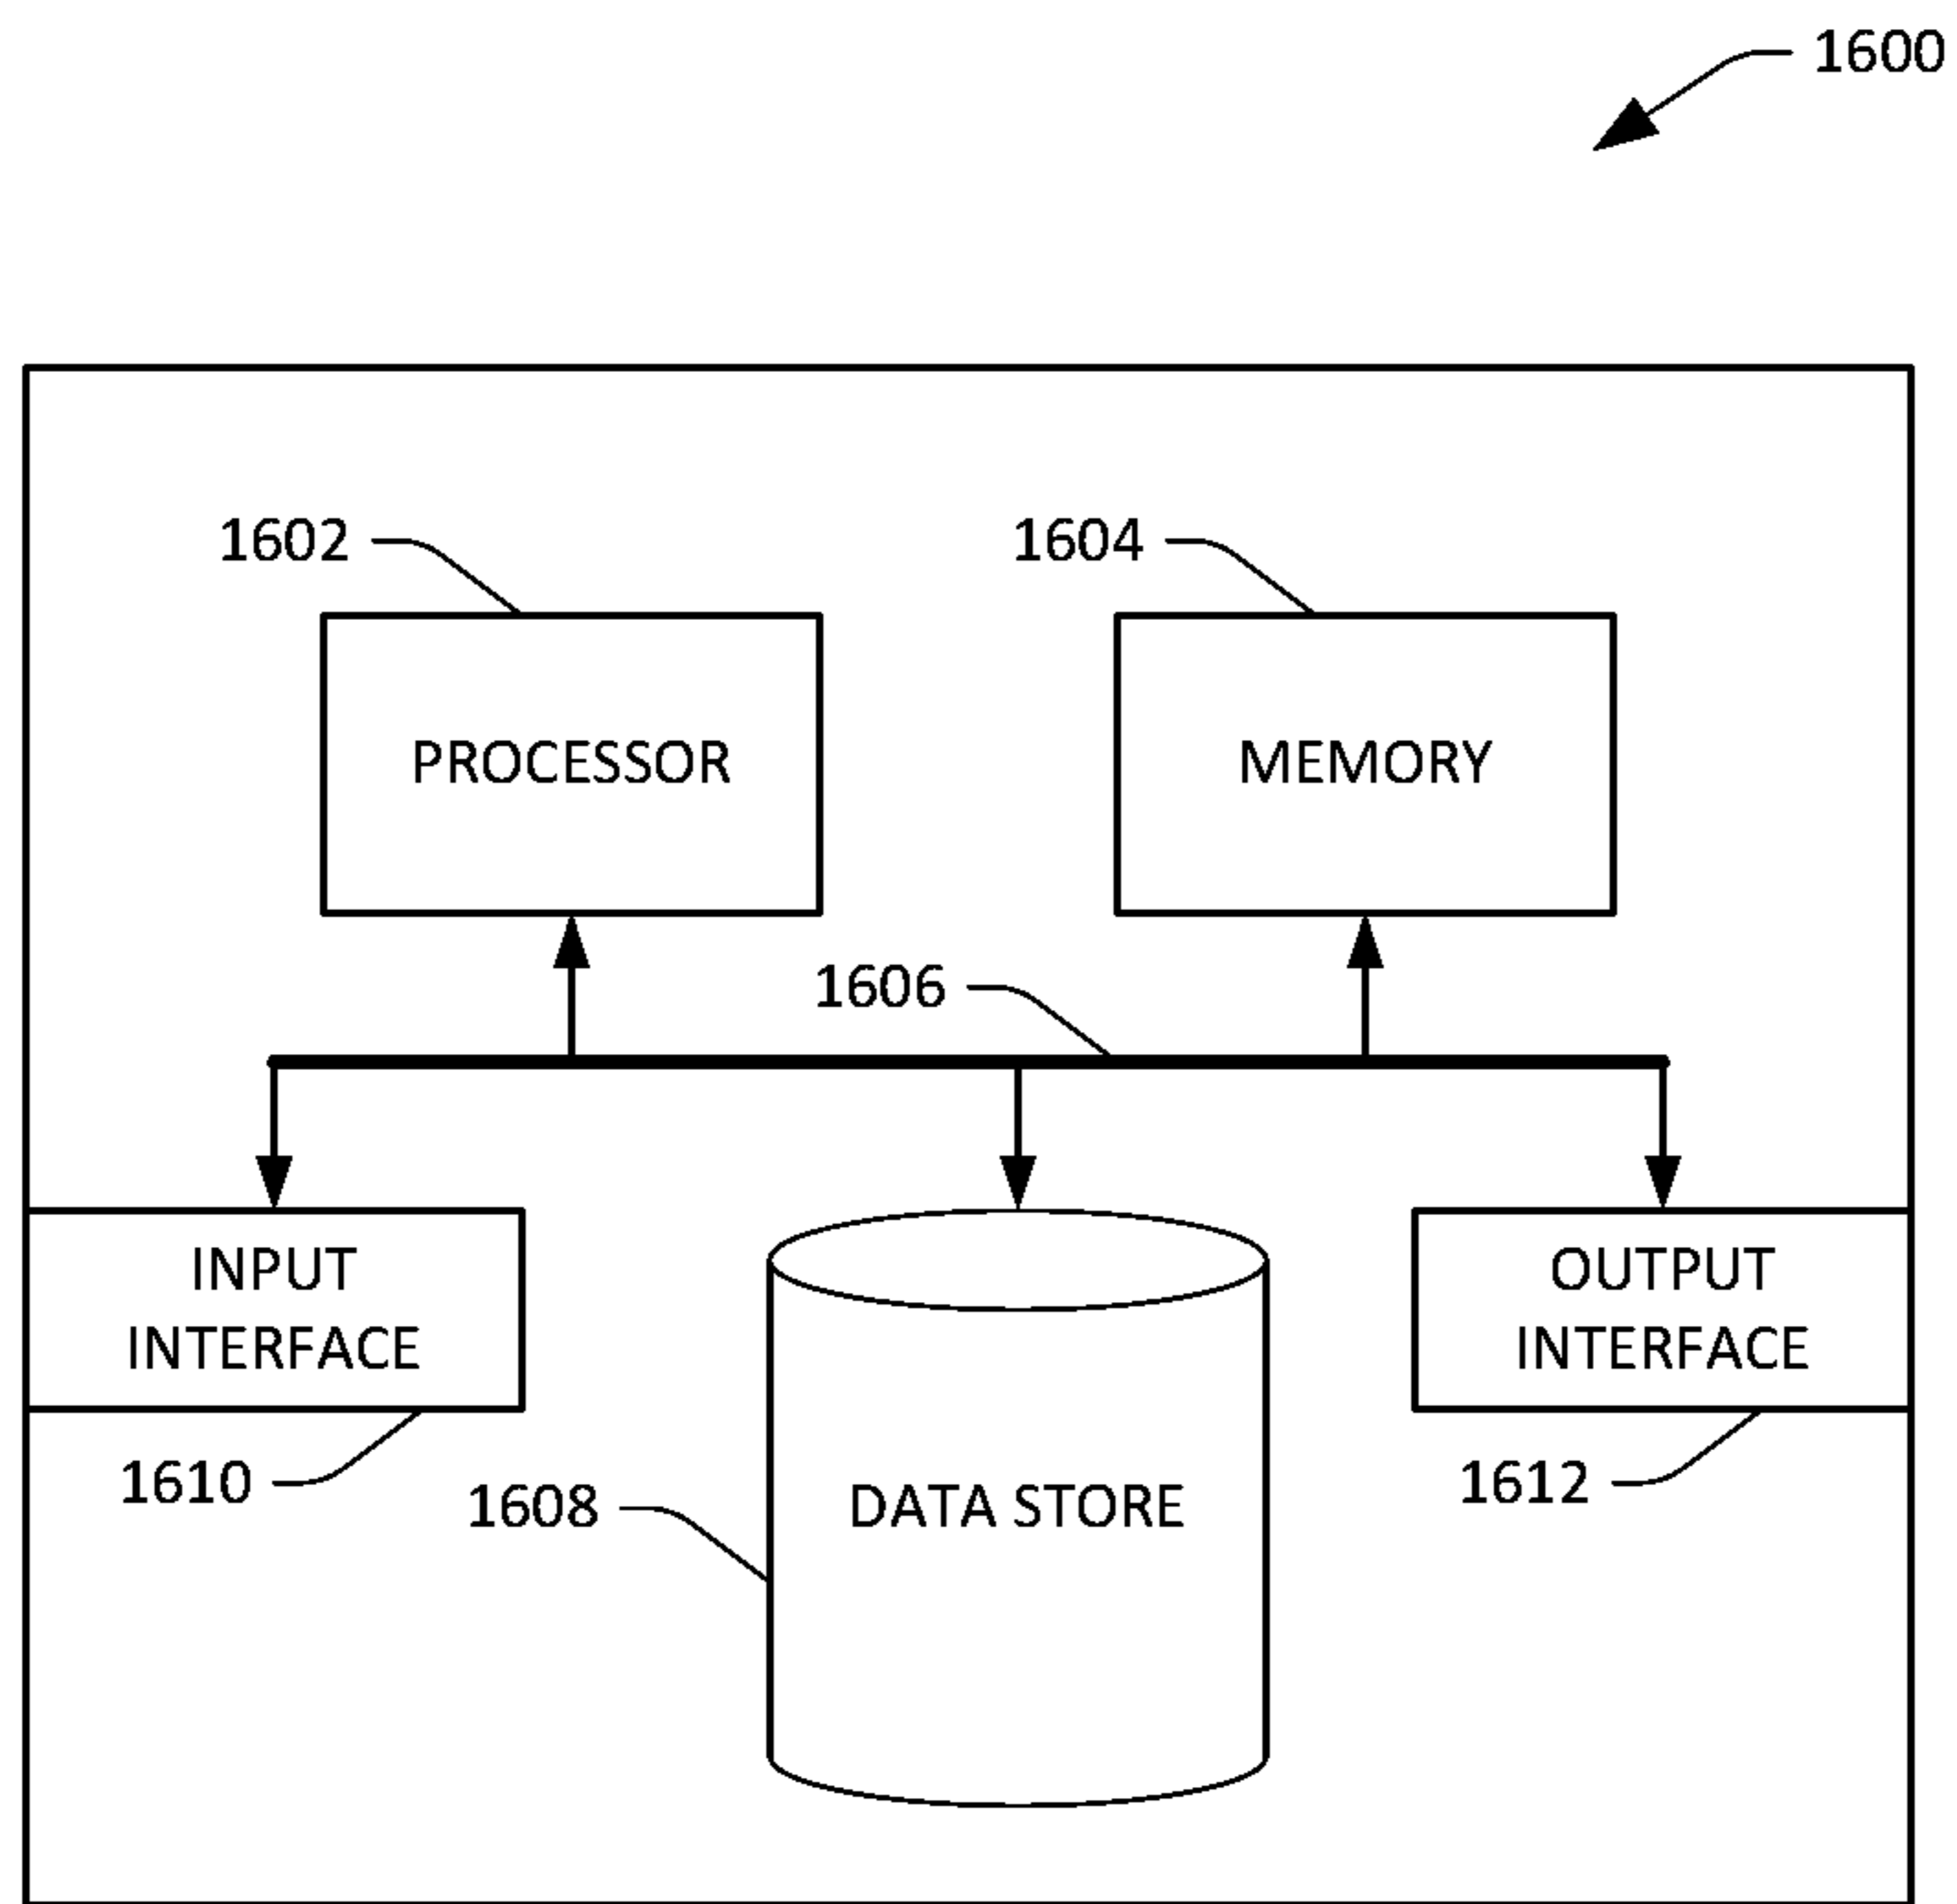 1600
1602
1604
PROCESSOR
MEMORY
1606
INPUT
INTERFACE
OUTPUT
INTERFACE
1610
1608
DATA STORE
1612